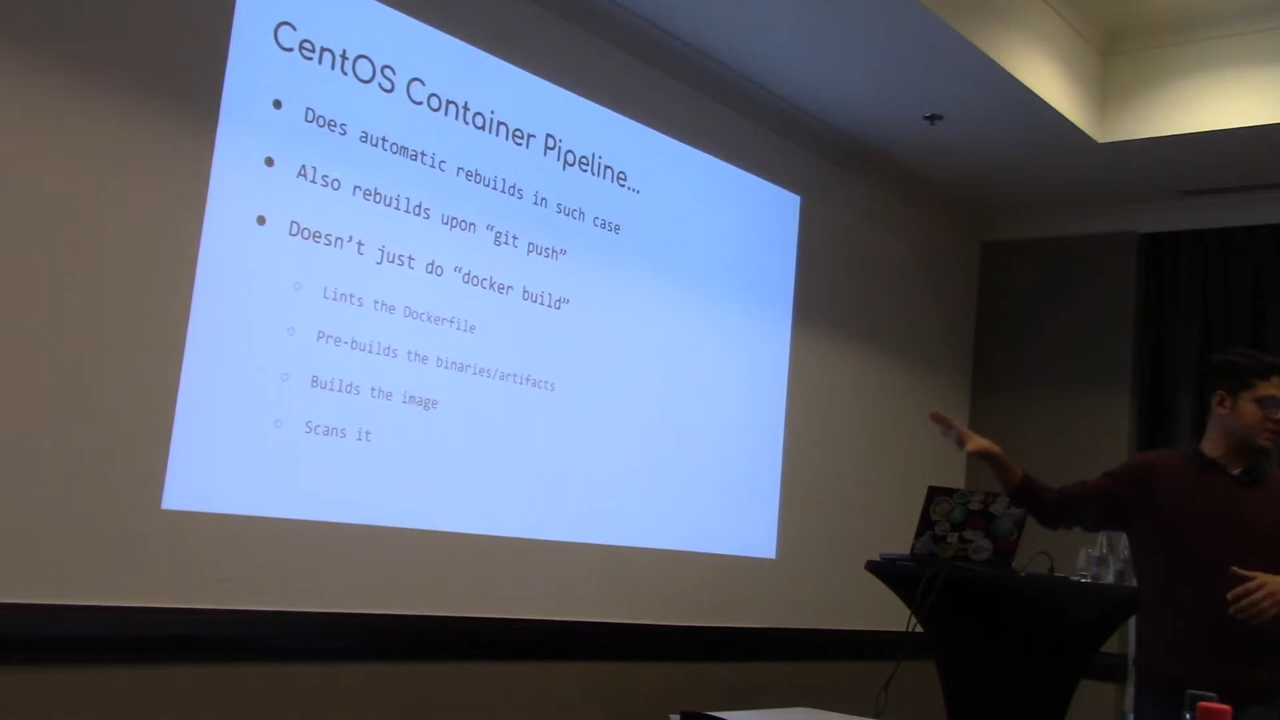 CentOS Container Pipeline...
Does automatic rebuilds in such case
Also rebuilds upon “git push”
Doesn’t just do “docker build”
Lints the Dockerfile
Pre-builds the binaries/artifacts
Builds the image
Scans it